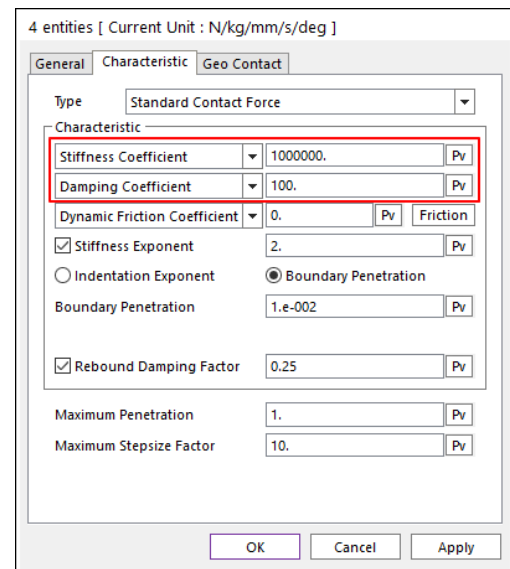 4 entities [ Current Unit : N/kg/mm/s/deg ]
General Characteristic Geo Contact
Type Standard Contact Force
Characteristic
Stiffness Coefficient 1000000. Pv
Damping Coefficient 100. Pv
Dynamic Friction Coefficient 0. Pv Friction
Stiffness Exponent 2. Pv
Indentation Exponent Boundary Penetration
Boundary Penetration 1.e-002 Pv
Rebound Damping Factor 0.25 Pv
Maximum Penetration 1. Pv
Maximum Stepsize Factor 10. Pv
OK Cancel Apply